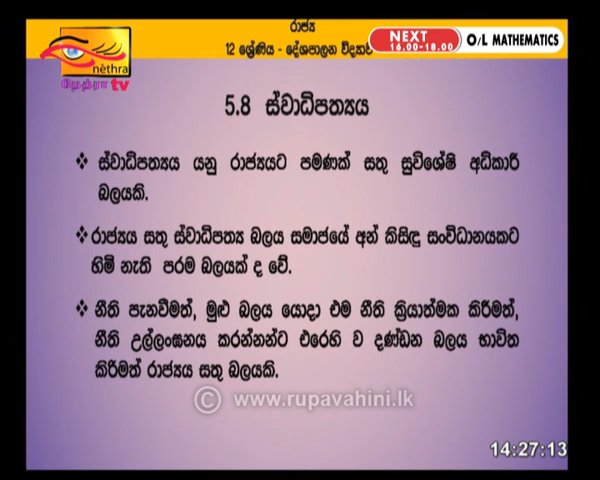 රාජ්‍ය
12 ශ්‍රේණිය - දේශපාලන
NEXT
16.00-18.00
O/L MATHEMATICS
nēthra
நேத்ரா tv
5.8 ස්වාධිපත්‍යය
❖ ස්වාධිපත්‍යය යනු රාජ්‍යයට පමණක් සතු සුවිශේෂි අධිකාරී
බලයකි.
❖ රාජ්‍යය සතු ස්වාධිපත්‍ය බලය සමාජයේ අන් කිසිඳු සංවිධානයකට
හිමි නැති පරම බලයක් ද වේ.
❖ නීති පැනවීමත්, මුළු බලය යොදා එම නීති ක්‍රියාත්මක කිරීමත්,
නීති උල්ලංඝනය කරන්නන්ට එරෙහි ව දණ්ඩන බලය භාවිත
කිරීමත් රාජ්‍යය සතු බලයකි.
© www.rupavahini.lk
14:27:13